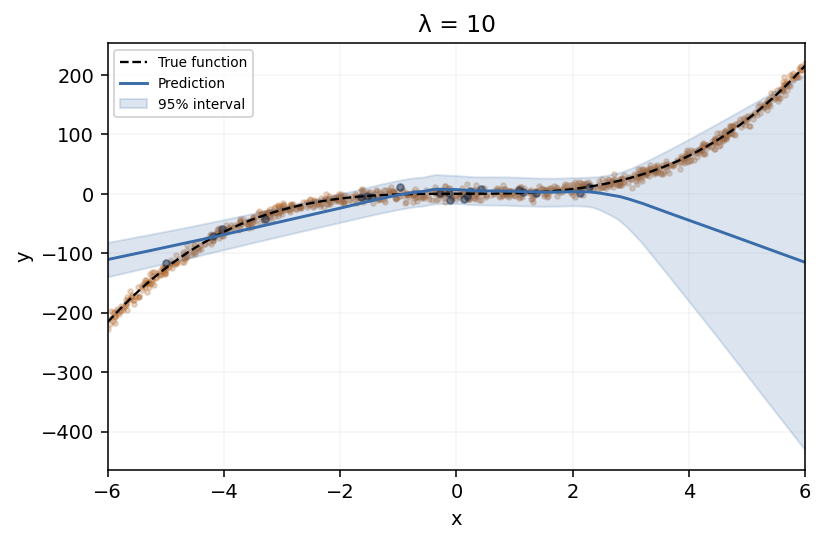 λ = 10
True function
Prediction
95% interval
200
100
0
−100
−200
−300
−400
y
−6
−4
−2
0
2
4
6
x